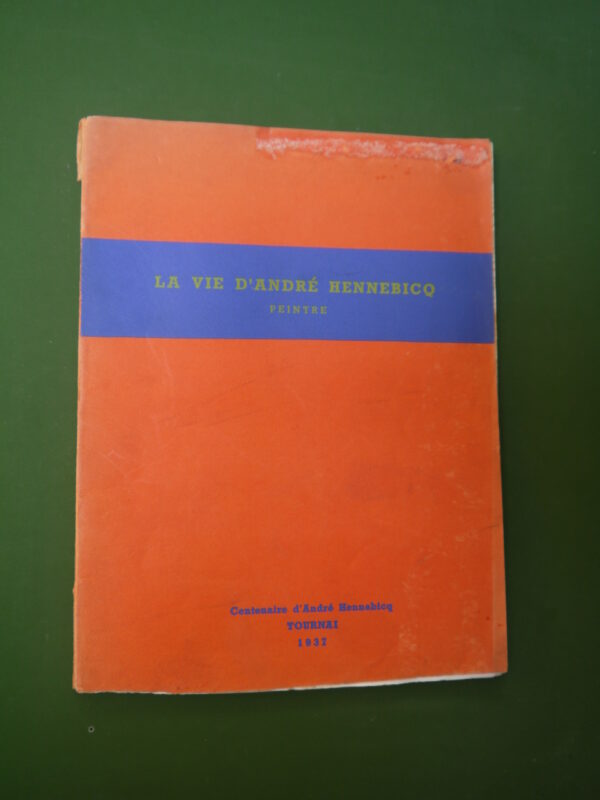 LA VIE D'ANDRÉ HENNEBICQ
PEINTRE
Centenaire d'André Hennebicq
TOURNAI
1937